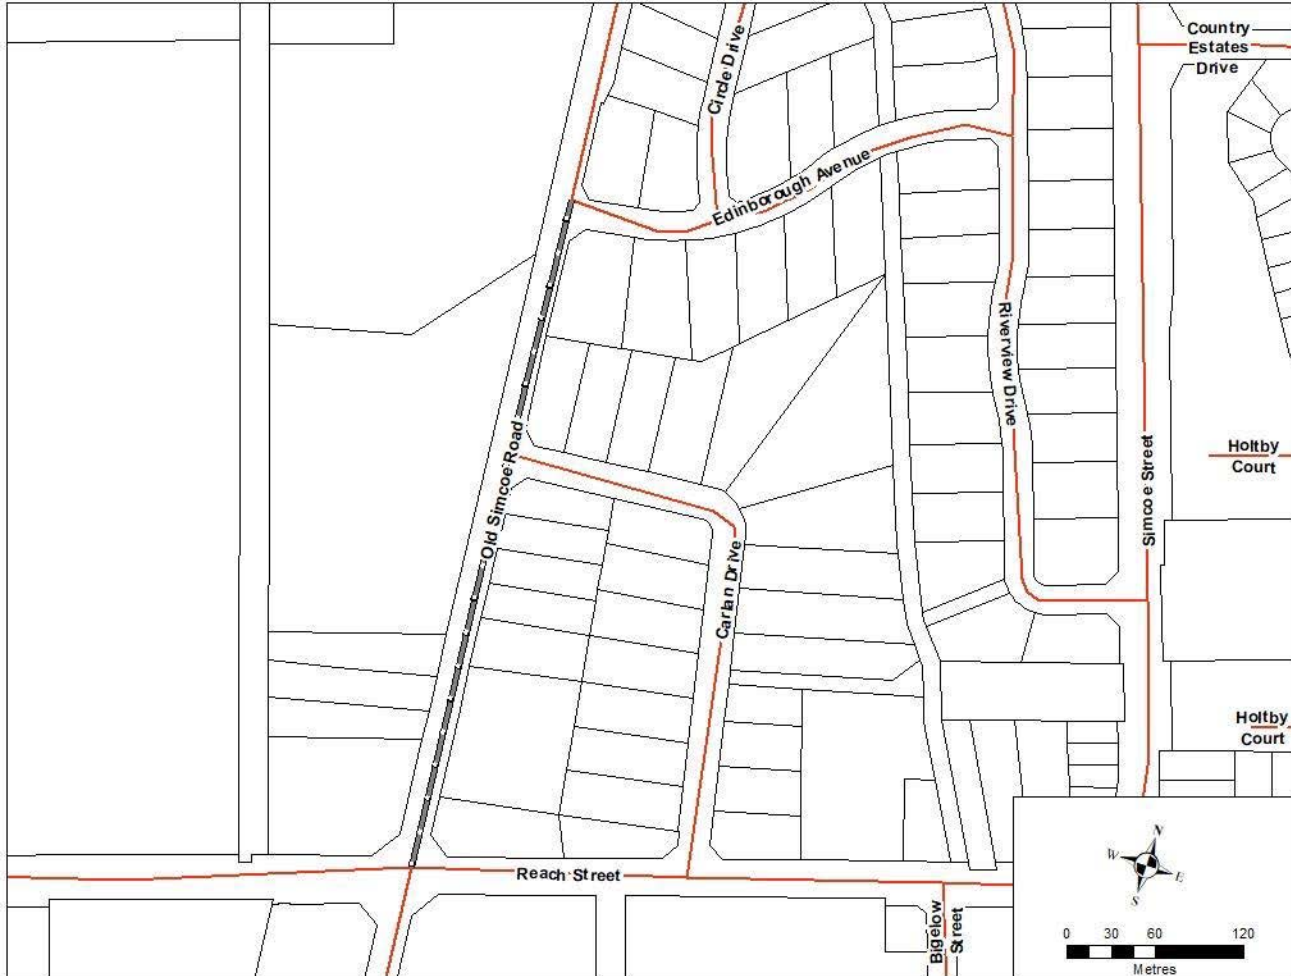 Country
Estates
Drive
Circle Drive
Edinborough Avenue
Riverview Drive
Old Simcoe Road
Simcoe Street
Holtby
Court
Carlan Drive
Holtby
Court
Reach Street
Bigelow
Street
N
W
E
S
0 30 60 120
Metres